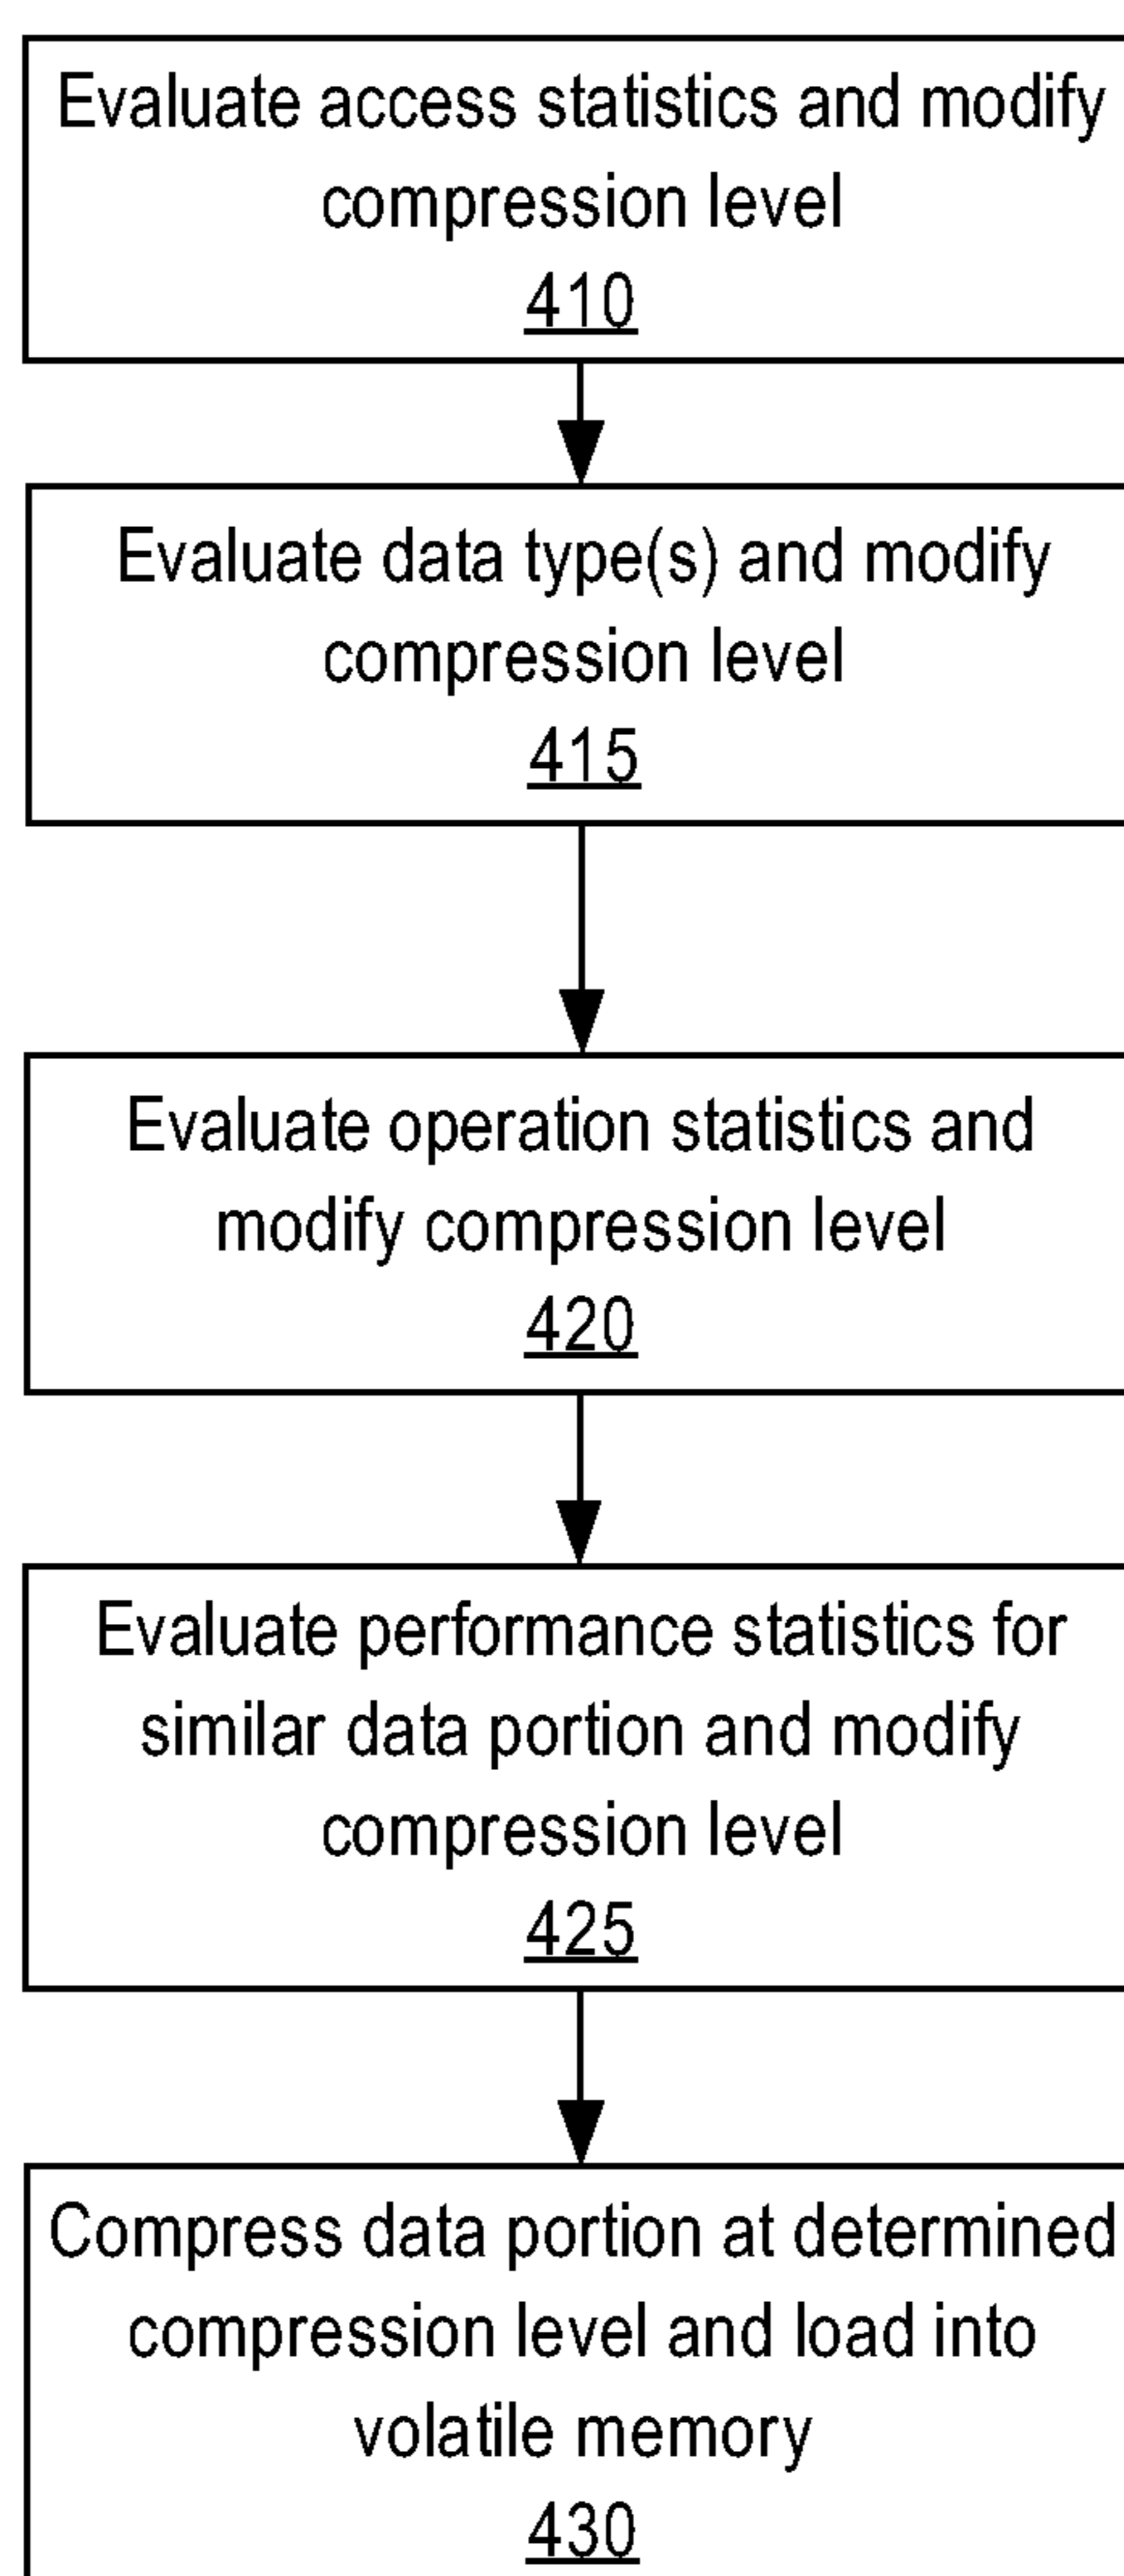 Evaluate access statistics and modify
compression level
410
Evaluate data type(s) and modify
compression level
415
Evaluate operation statistics and
modify compression level
420
Evaluate performance statistics for
similar data portion and modify
compression level
425
Compress data portion at determined
compression level and load into
volatile memory
430